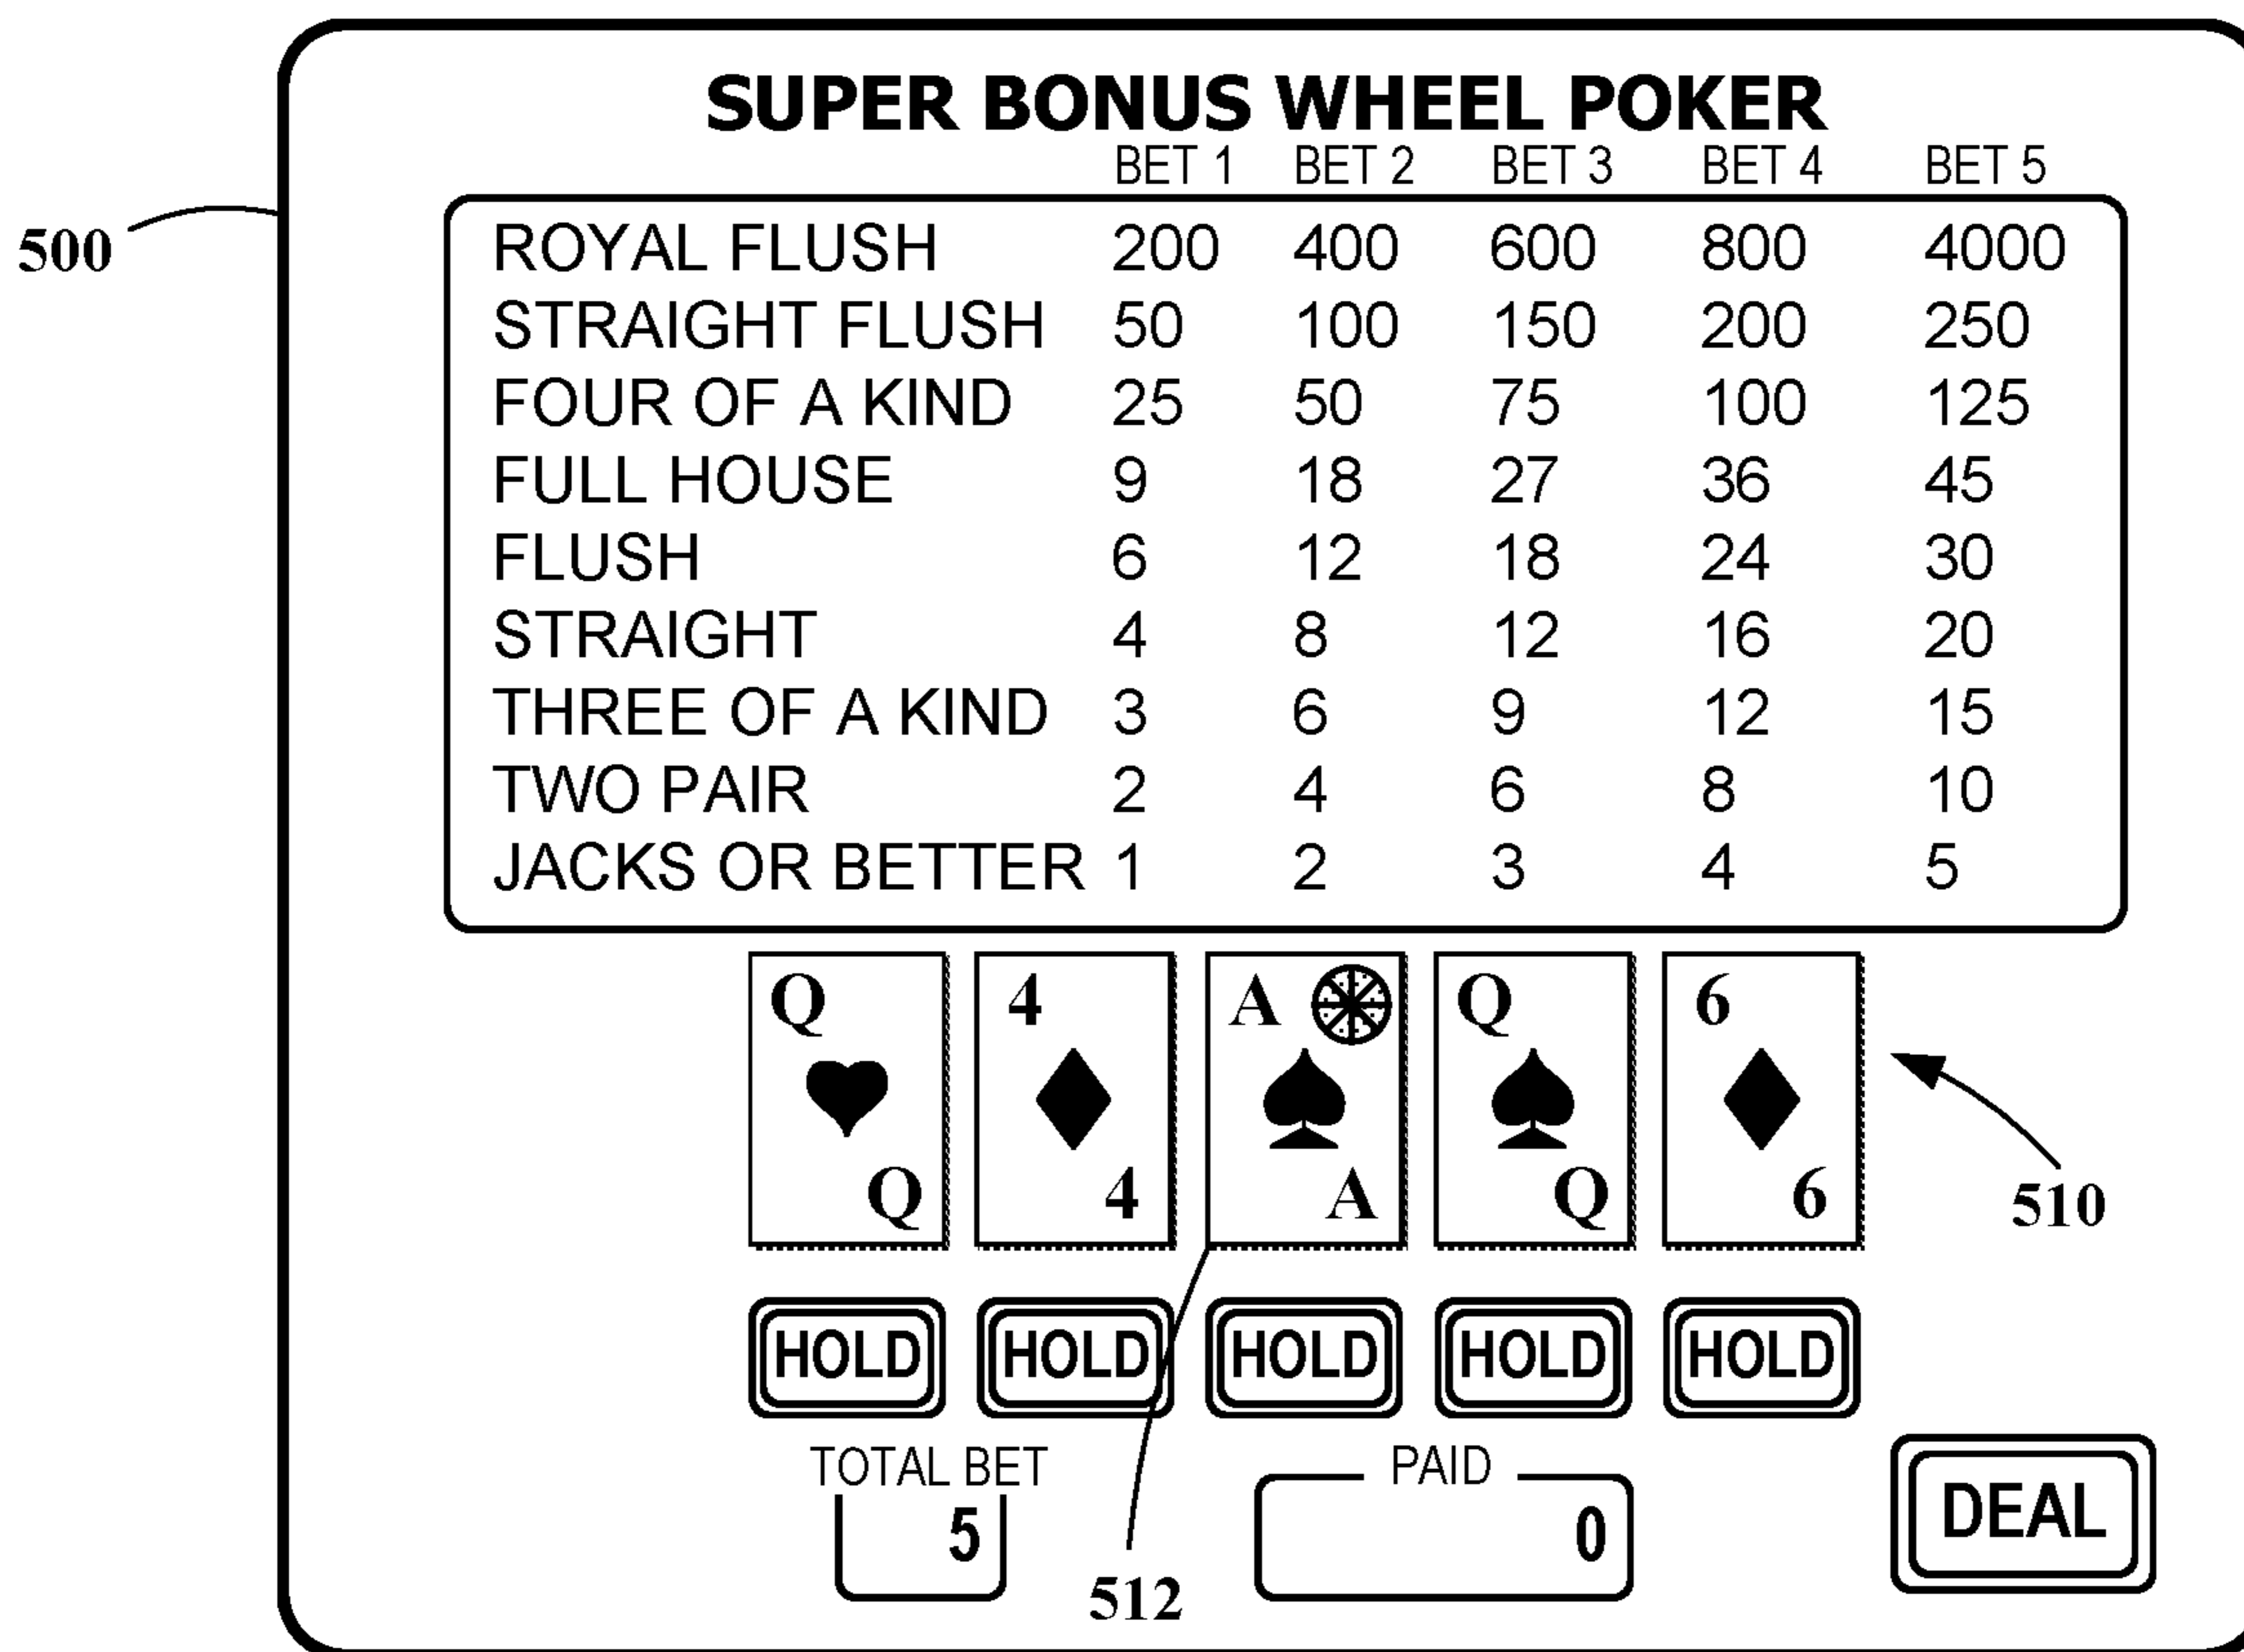 SUPER BONUS WHEEL POKER
BET 1 BET 2 BET 3 BET 4 BET 5
500
ROYAL FLUSH 200 400 600 800 4000
STRAIGHT FLUSH 50 100 150 200 250
FOUR OF A KIND 25 50 75 100 125
FULL HOUSE 9 18 27 36 45
FLUSH 6 12 18 24 30
STRAIGHT 4 8 12 16 20
THREE OF A KIND 3 6 9 12 15
TWO PAIR 2 4 6 8 10
JACKS OR BETTER 1 2 3 4 5
Q 4 A Q 6
Q 4 A Q 6
510
HOLD HOLD HOLD HOLD HOLD
TOTAL BET PAID
5 0 DEAL
512